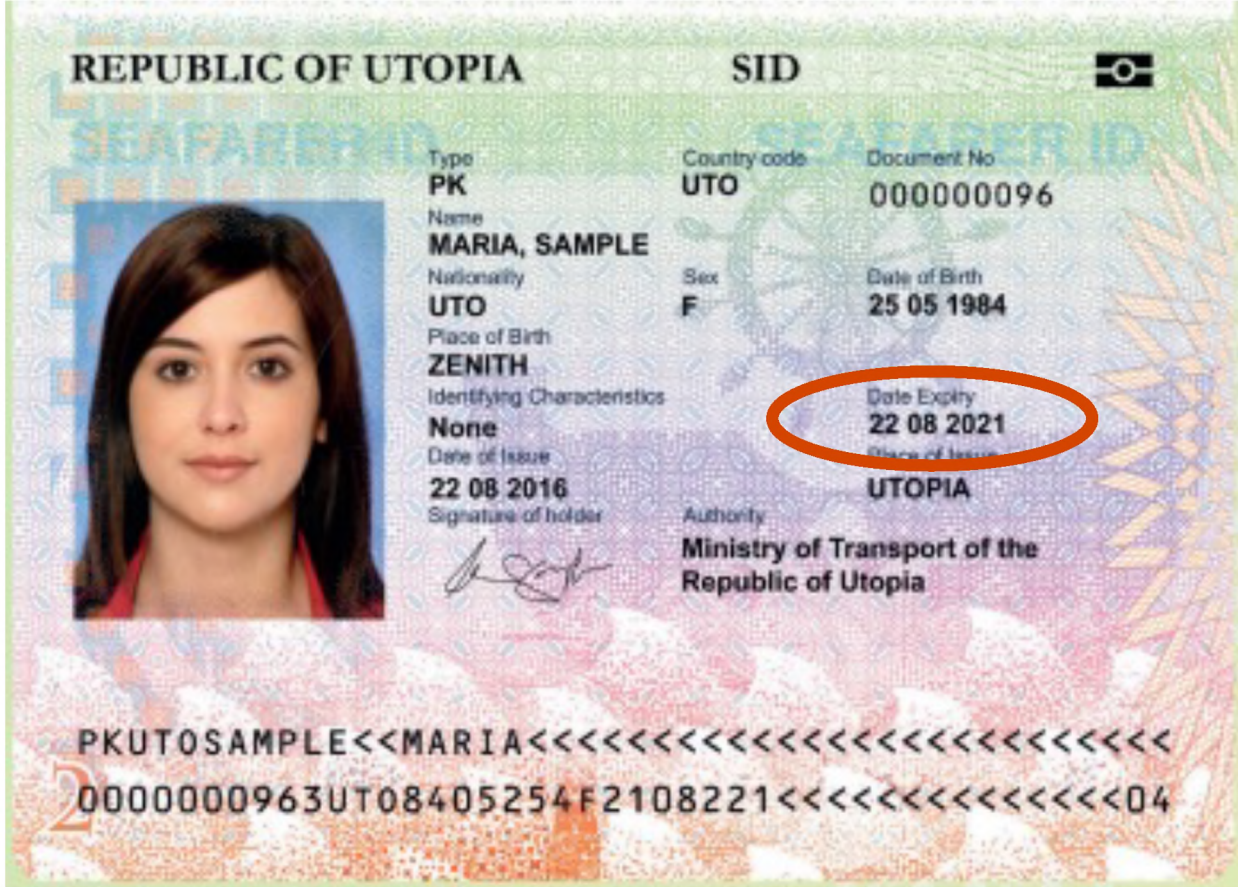 REPUBLIC OF UTOPIA SID
SEAFARER ID SEAFARER ID
Type Country code Document No
PK UTO 000000096
Name
MARIA, SAMPLE
Nationality Sex Date of Birth
UTO F 25 05 1984
Place of Birth
ZENITH
Identifying Characteristics Date Expiry
None 22 08 2021
Date of Issue Place of Issue
22 08 2016 UTOPIA
Signature of holder Authority
Ministry of Transport of the
Republic of Utopia
PKUTOSAMPLE<<MARIA<<<<<<<<<<<<<<<<<<<<<<<<<<
2
0000000963UTO8405254F2108221<<<<<<<<<<<<<<04